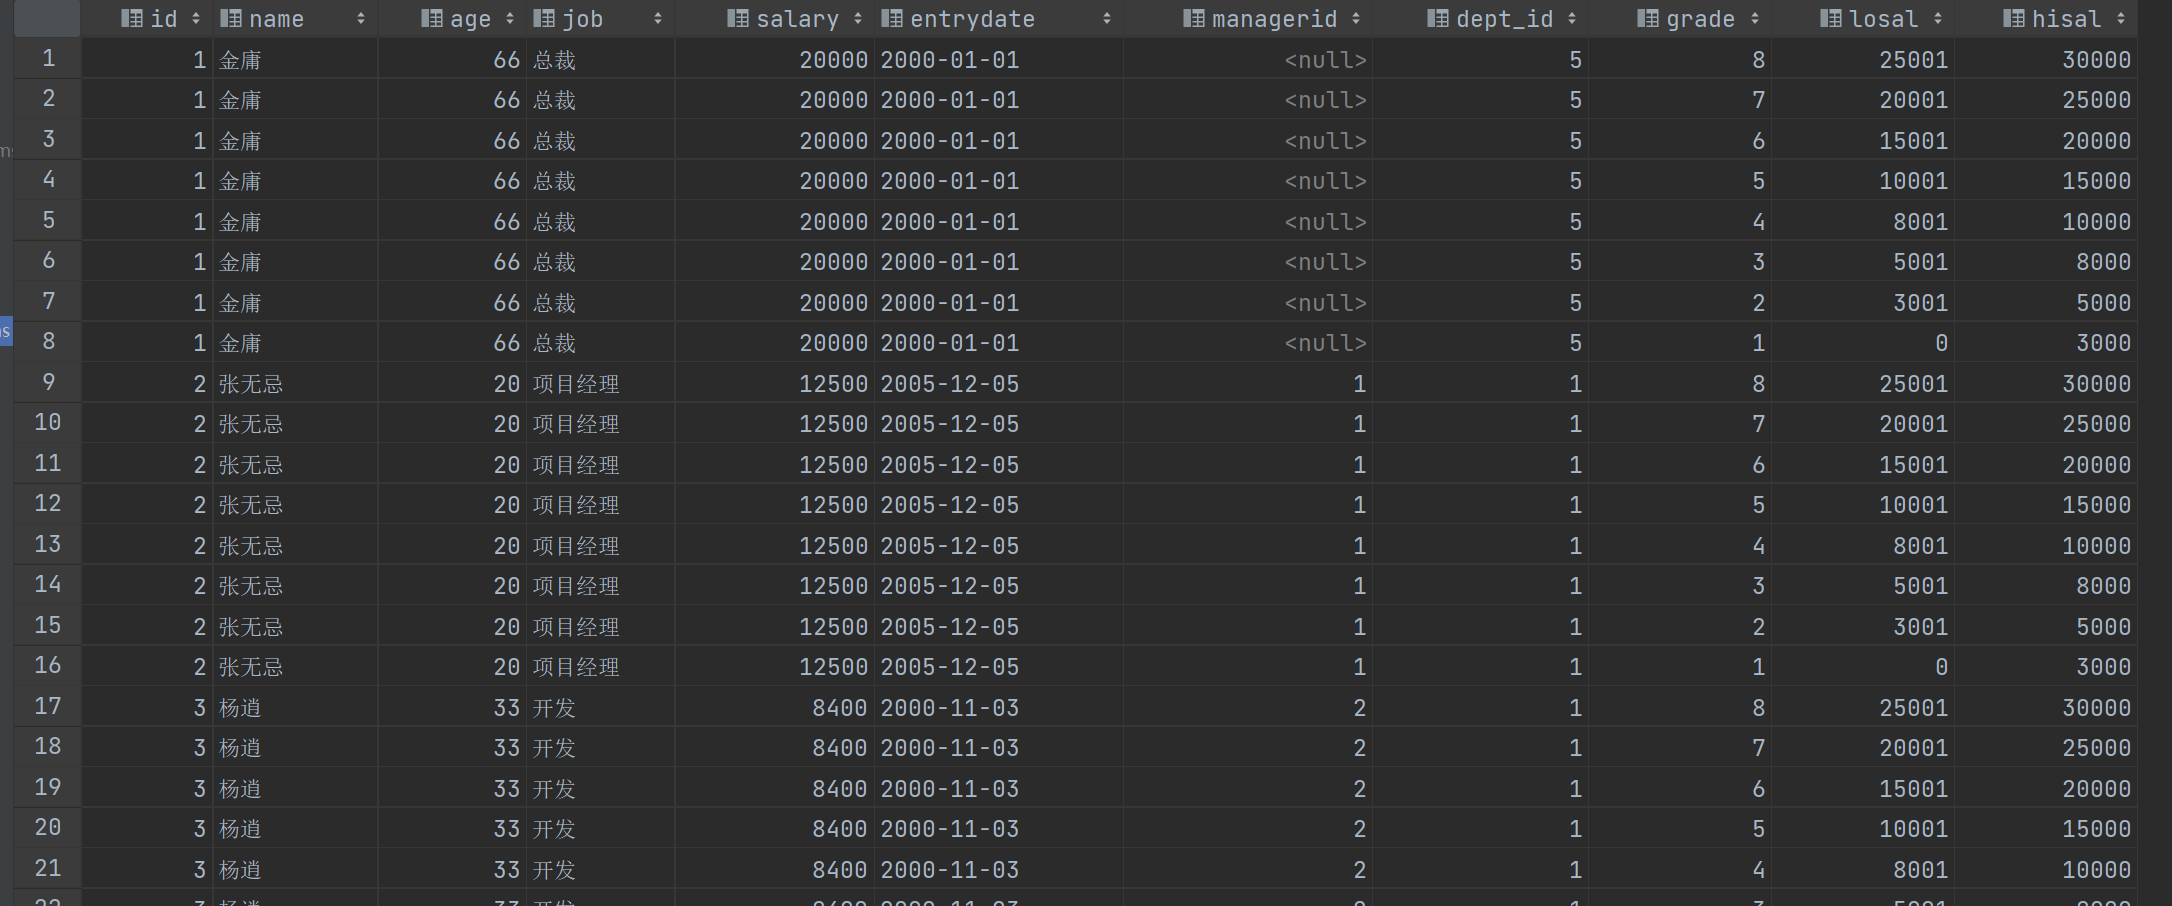 id name age job salary entrydate managerid dept_id grade losal hisal
1 1 金庸 66 总裁 20000 2000-01-01 <null> 5 8 25001 30000
2 1 金庸 66 总裁 20000 2000-01-01 <null> 5 7 20001 25000
3 1 金庸 66 总裁 20000 2000-01-01 <null> 5 6 15001 20000
4 1 金庸 66 总裁 20000 2000-01-01 <null> 5 5 10001 15000
5 1 金庸 66 总裁 20000 2000-01-01 <null> 5 4 8001 10000
6 1 金庸 66 总裁 20000 2000-01-01 <null> 5 3 5001 8000
7 1 金庸 66 总裁 20000 2000-01-01 <null> 5 2 3001 5000
8 1 金庸 66 总裁 20000 2000-01-01 <null> 5 1 0 3000
9 2 张无忌 20 项目经理 12500 2005-12-05 1 1 8 25001 30000
10 2 张无忌 20 项目经理 12500 2005-12-05 1 1 7 20001 25000
11 2 张无忌 20 项目经理 12500 2005-12-05 1 1 6 15001 20000
12 2 张无忌 20 项目经理 12500 2005-12-05 1 1 5 10001 15000
13 2 张无忌 20 项目经理 12500 2005-12-05 1 1 4 8001 10000
14 2 张无忌 20 项目经理 12500 2005-12-05 1 1 3 5001 8000
15 2 张无忌 20 项目经理 12500 2005-12-05 1 1 2 3001 5000
16 2 张无忌 20 项目经理 12500 2005-12-05 1 1 1 0 3000
17 3 杨逍 33 开发 8400 2000-11-03 2 1 8 25001 30000
18 3 杨逍 33 开发 8400 2000-11-03 2 1 7 20001 25000
19 3 杨逍 33 开发 8400 2000-11-03 2 1 6 15001 20000
20 3 杨逍 33 开发 8400 2000-11-03 2 1 5 10001 15000
21 3 杨逍 33 开发 8400 2000-11-03 2 1 4 8001 10000